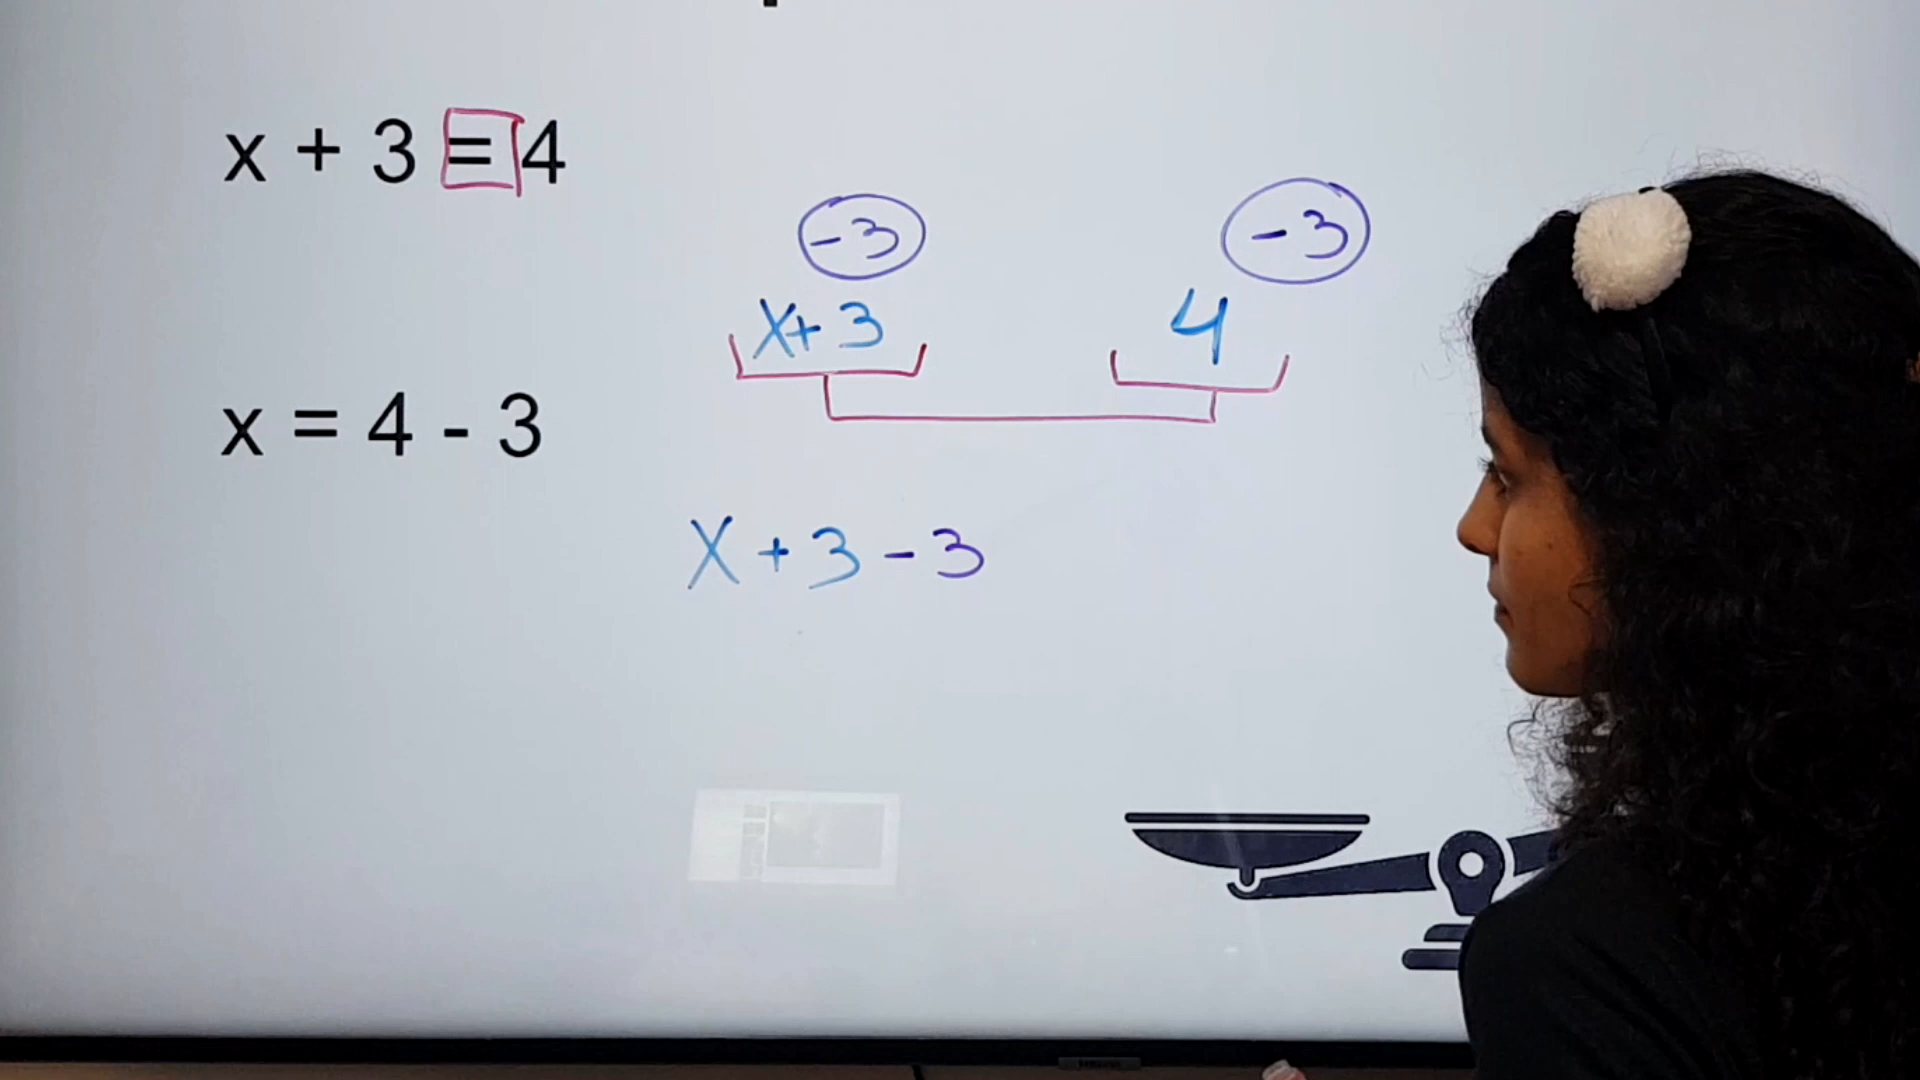 x + 3 = 4
-3 -3
x+3 4
x = 4 - 3
X + 3 - 3